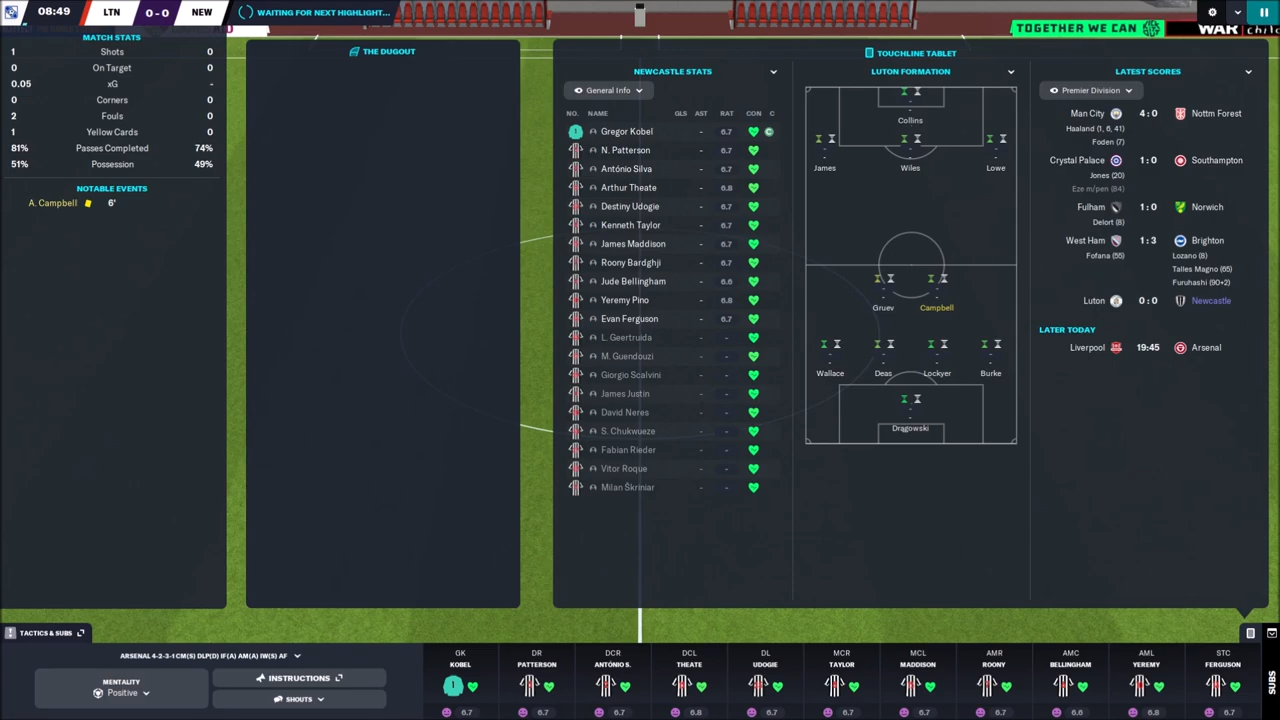 08:49 LTN 0 - 0 NEW WAITING FOR NEXT HIGHLIGHT...
TOGETHER WE CAN
WAR
MATCH STATS
1 Shots 0
0 On Target 0
0.05 xG -
0 Corners 0
2 Fouls 0
1 Yellow Cards 0
81% Passes Completed 74%
51% Possession 49%
NOTABLE EVENTS
A. Campbell 6'
THE DUGOUT
TOUCHLINE TABLET
NEWCASTLE STATS
General Info
NO. NAME GLS AST RAT CON C
1 Gregor Kobel - 6.7
N. Patterson - 6.7
António Silva - 6.7
Arthur Theate - 6.8
Destiny Udogie - 6.7
Kenneth Taylor - 6.7
James Maddison - 6.7
Roony Bardghji - 6.7
Jude Bellingham - 6.6
Yeremy Pino - 6.8
Evan Ferguson - 6.7
L. Geertruida - -
M. Guendouzi - -
Giorgio Scalvini - -
James Justin - -
David Neres - -
S. Chukwueze - -
Fabian Rieder - -
Vitor Roque - -
Milan Škriniar - -
LUTON FORMATION
Collins
James Wiles Lowe
Gruev Campbell
Wallace Deas Lockyer Burke
Drągowski
LATEST SCORES
Premier Division
Man City 4 : 0 Nottm Forest
Haaland (1, 6, 41)
Foden (7)
Crystal Palace 1 : 0 Southampton
Jones (20)
Eze m/pen (84)
Fulham 1 : 0 Norwich
Delort (8)
West Ham 1 : 3 Brighton
Fofana (55) Lozano (8)
Talles Magno (65)
Furuhashi (90+2)
Luton 0 : 0 Newcastle
LATER TODAY
Liverpool 19:45 Arsenal
TACTICS & SUBS
ARSENAL 4-2-3-1 CM(S) DLP(D) IF(A) AM(A) IW(S) AF
MENTALITY
Positive
INSTRUCTIONS
SHOUTS
GK DR DCR DCL DL MCR MCL AMR AMC AML STC
KOBEL PATTERSON ANTÓNIO S. THEATE UDOGIE TAYLOR MADDISON ROONY BELLINGHAM YEREMY FERGUSON
1
6.7 6.7 6.7 6.8 6.7 6.7 6.7 6.7 6.6 6.8 6.7
SUBS